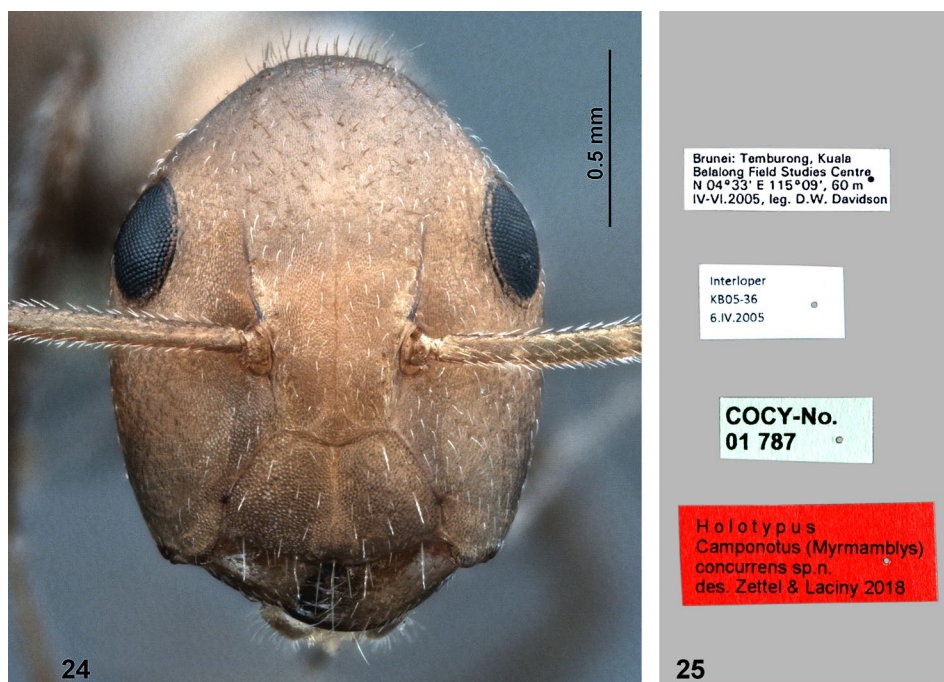 0.5 mm
24
Brunei: Temburong, Kuala
Belalong Field Studies Centre
N 04°33' E 115°09', 60 m
IV-VI.2005, leg. D.W. Davidson
Interloper
KB05-36
6.IV.2005
COCY-No.
01 787
Holotypus
Camponotus (Myrmamblys)
concurrens sp.n.
des. Zettel & Laciny 2018
25